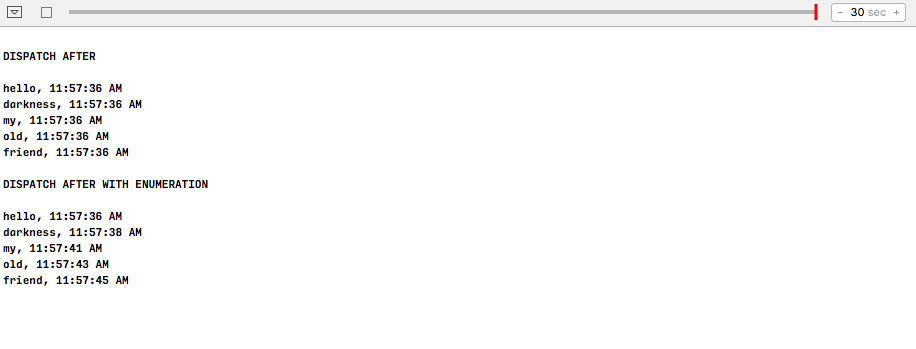 − 30 sec +
DISPATCH AFTER
hello, 11:57:36 AM
darkness, 11:57:36 AM
my, 11:57:36 AM
old, 11:57:36 AM
friend, 11:57:36 AM
DISPATCH AFTER WITH ENUMERATION
hello, 11:57:36 AM
darkness, 11:57:38 AM
my, 11:57:41 AM
old, 11:57:43 AM
friend, 11:57:45 AM